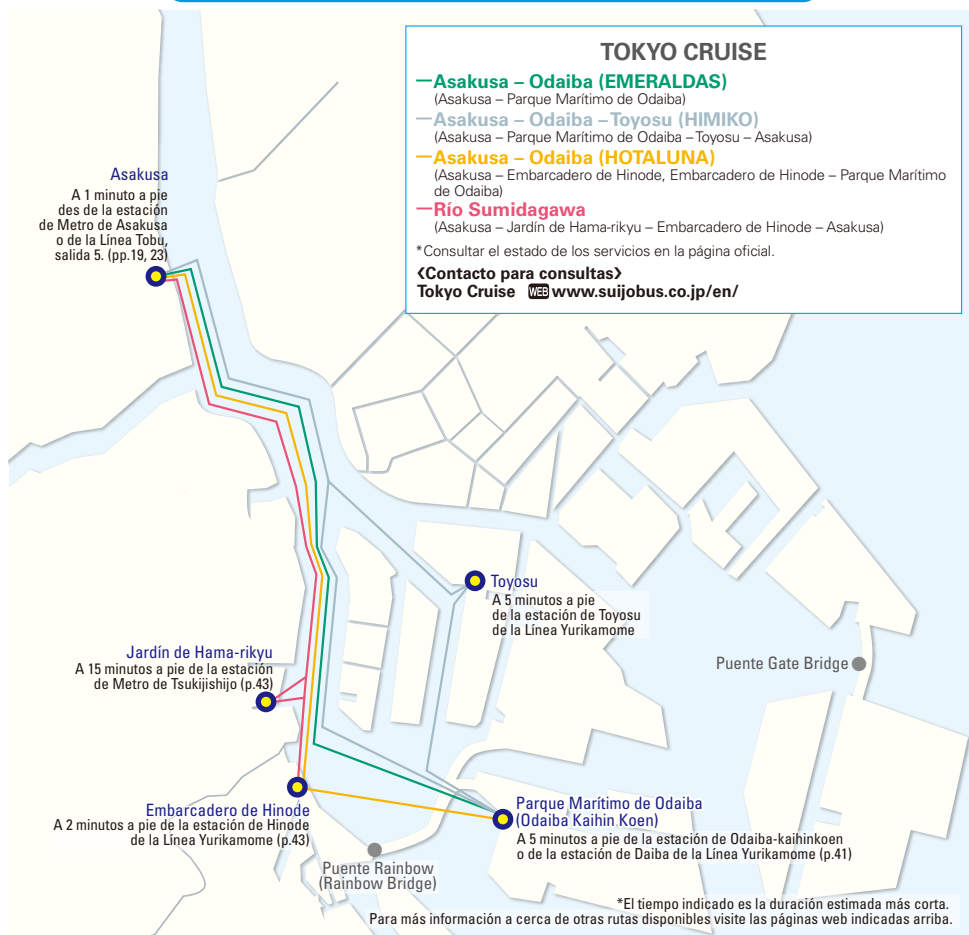 TOKYO CRUISE
Asakusa – Odaiba (EMERALDAS)
(Asakusa – Parque Marítimo de Odaiba)
Asakusa – Odaiba – Toyosu (HIMIKO)
(Asakusa – Parque Marítimo de Odaiba – Toyosu – Asakusa)
Asakusa – Odaiba (HOTALUNA)
(Asakusa – Embarcadero de Hinode, Embarcadero de Hinode – Parque Marítimo
de Odaiba)
Río Sumidagawa
(Asakusa – Jardín de Hama-rikyu – Embarcadero de Hinode – Asakusa)
*Consultar el estado de los servicios en la página oficial.
《Contacto para consultas》
Tokyo Cruise WEB www.suijobus.co.jp/en/
Asakusa
A 1 minuto a pie
des de la estación
de Metro de Asakusa
o de la Línea Tobu,
salida 5. (pp.19, 23)
Toyosu
A 5 minutos a pie
de la estación de Toyosu
de la Línea Yurikamome
Jardín de Hama-rikyu
A 15 minutos a pie de la estación
de Metro de Tsukijishijo (p.43)
Puente Gate Bridge
Embarcadero de Hinode
A 2 minutos a pie de la estación de Hinode
de la Línea Yurikamome (p.43)
Parque Marítimo de Odaiba
(Odaiba Kaihin Koen)
A 5 minutos a pie de la estación de Odaiba-kaihinkoen
o de la estación de Daiba de la Línea Yurikamome (p.41)
Puente Rainbow
(Rainbow Bridge)
*El tiempo indicado es la duración estimada más corta.
Para más información a cerca de otras rutas disponibles visite las páginas web indicadas arriba.